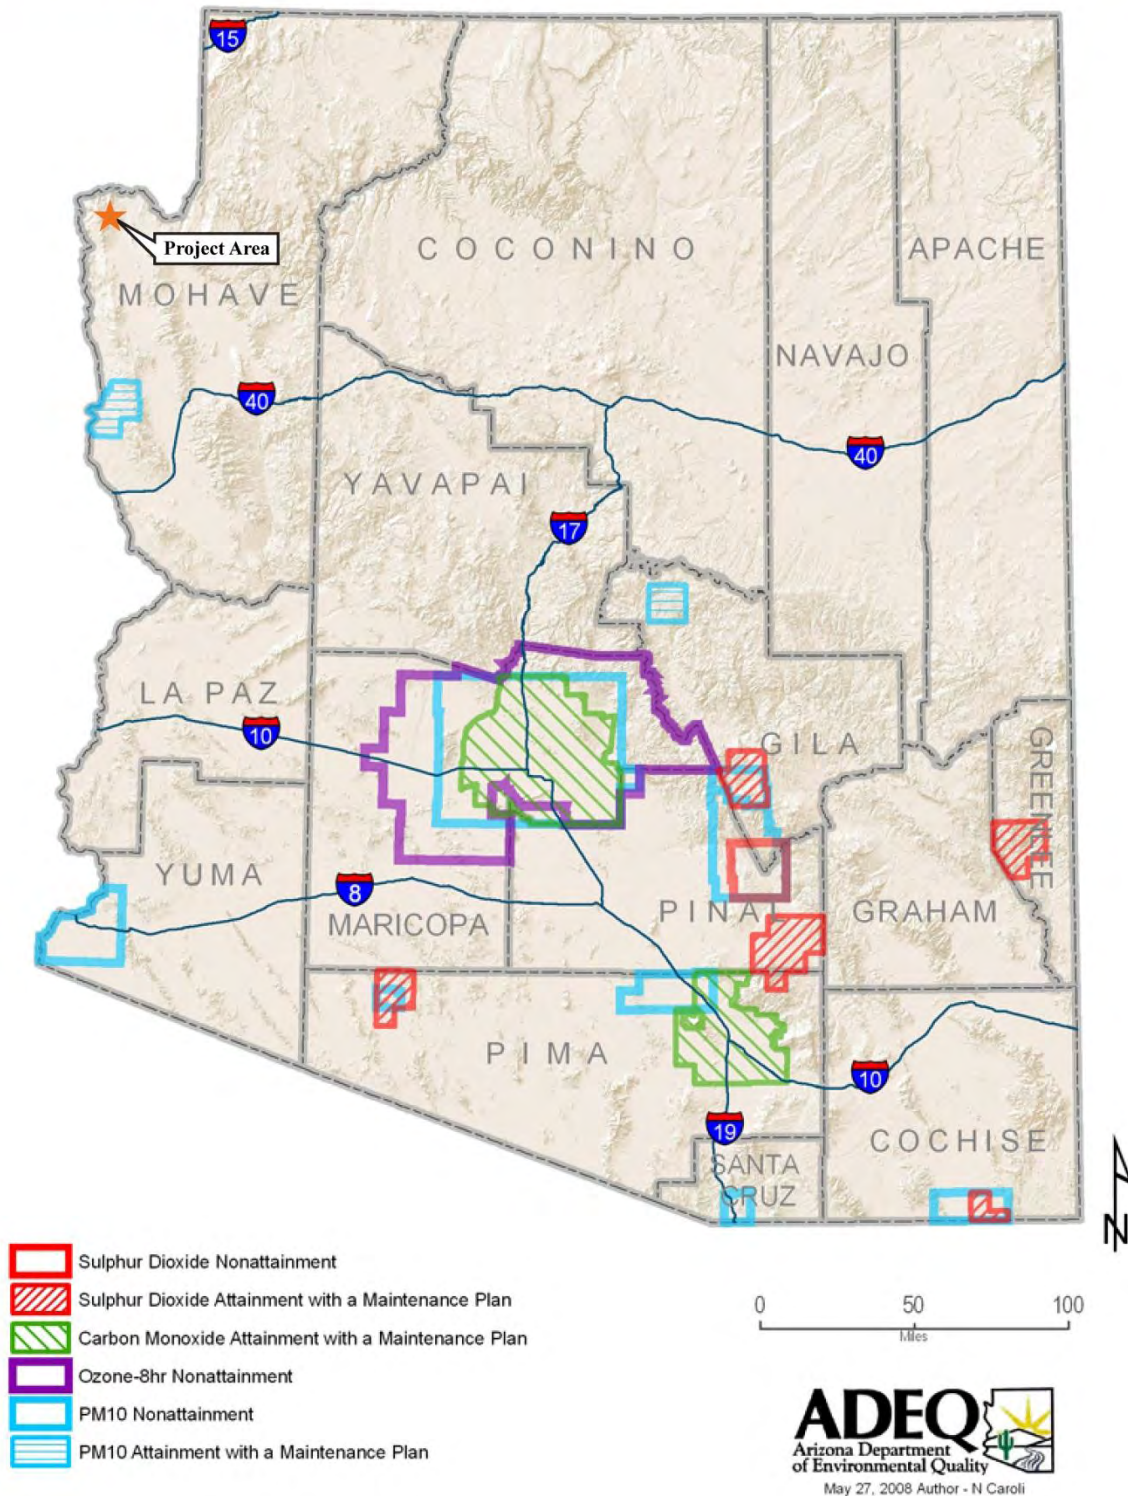 15
Project Area
COCONINO
APACHE
MOHAVE
NAVAJO
40
40
YAVAPAI
17
LA PAZ
10
GILA
GREENLEE
YUMA
8
MARICOPA
PINAL
GRAHAM
PIMA
10
19
COCHISE
SANTA
CRUZ
N
Sulphur Dioxide Nonattainment
Sulphur Dioxide Attainment with a Maintenance Plan
Carbon Monoxide Attainment with a Maintenance Plan
Ozone-8hr Nonattainment
PM10 Nonattainment
PM10 Attainment with a Maintenance Plan
0 50 100
Miles
ADEQ
Arizona Department
of Environmental Quality
May 27, 2008 Author - N Caroli